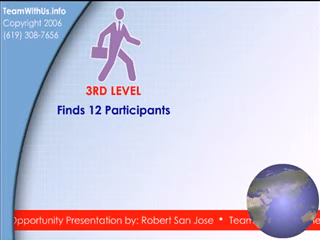 TeamWithUs.info
Copyright 2006
(619) 308-7656
3RD LEVEL
Finds 12 Participants
Opportunity Presentation by: Robert San Jose • Team